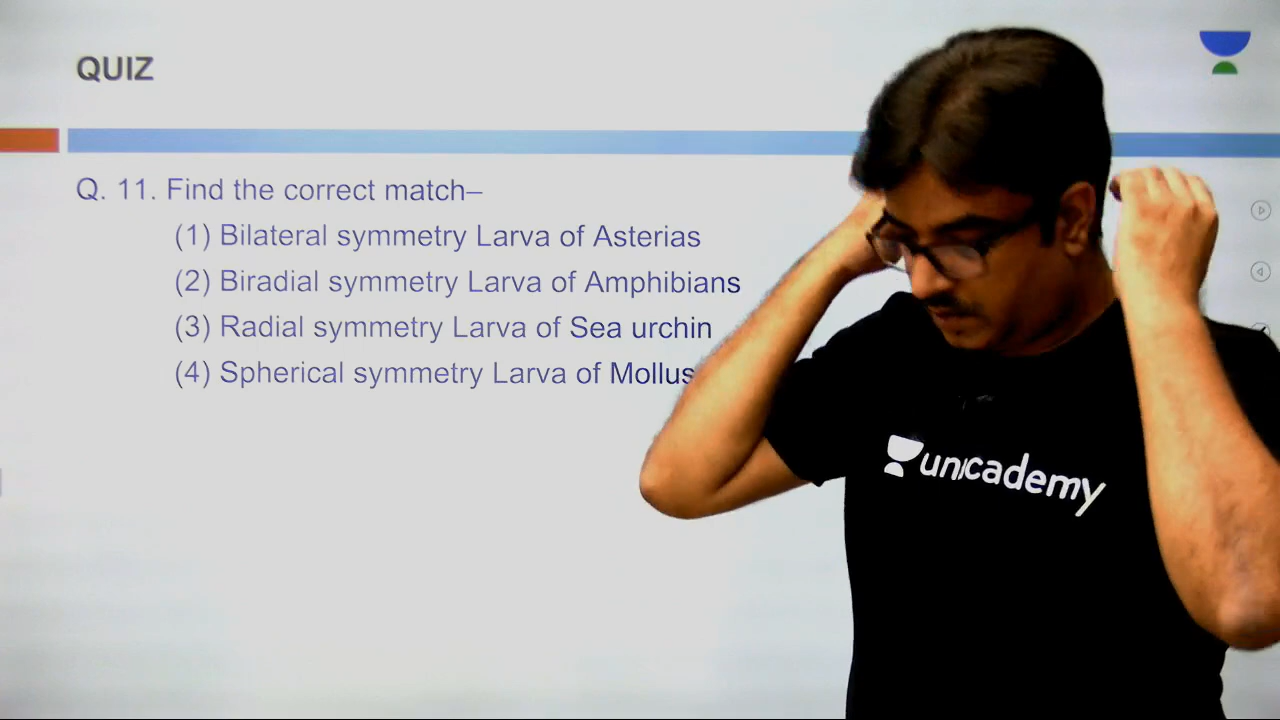 QUIZ
Q. 11. Find the correct match–
(1) Bilateral symmetry Larva of Asterias
(2) Biradial symmetry Larva of Amphibians
(3) Radial symmetry Larva of Sea urchin
(4) Spherical symmetry Larva of
unacademy